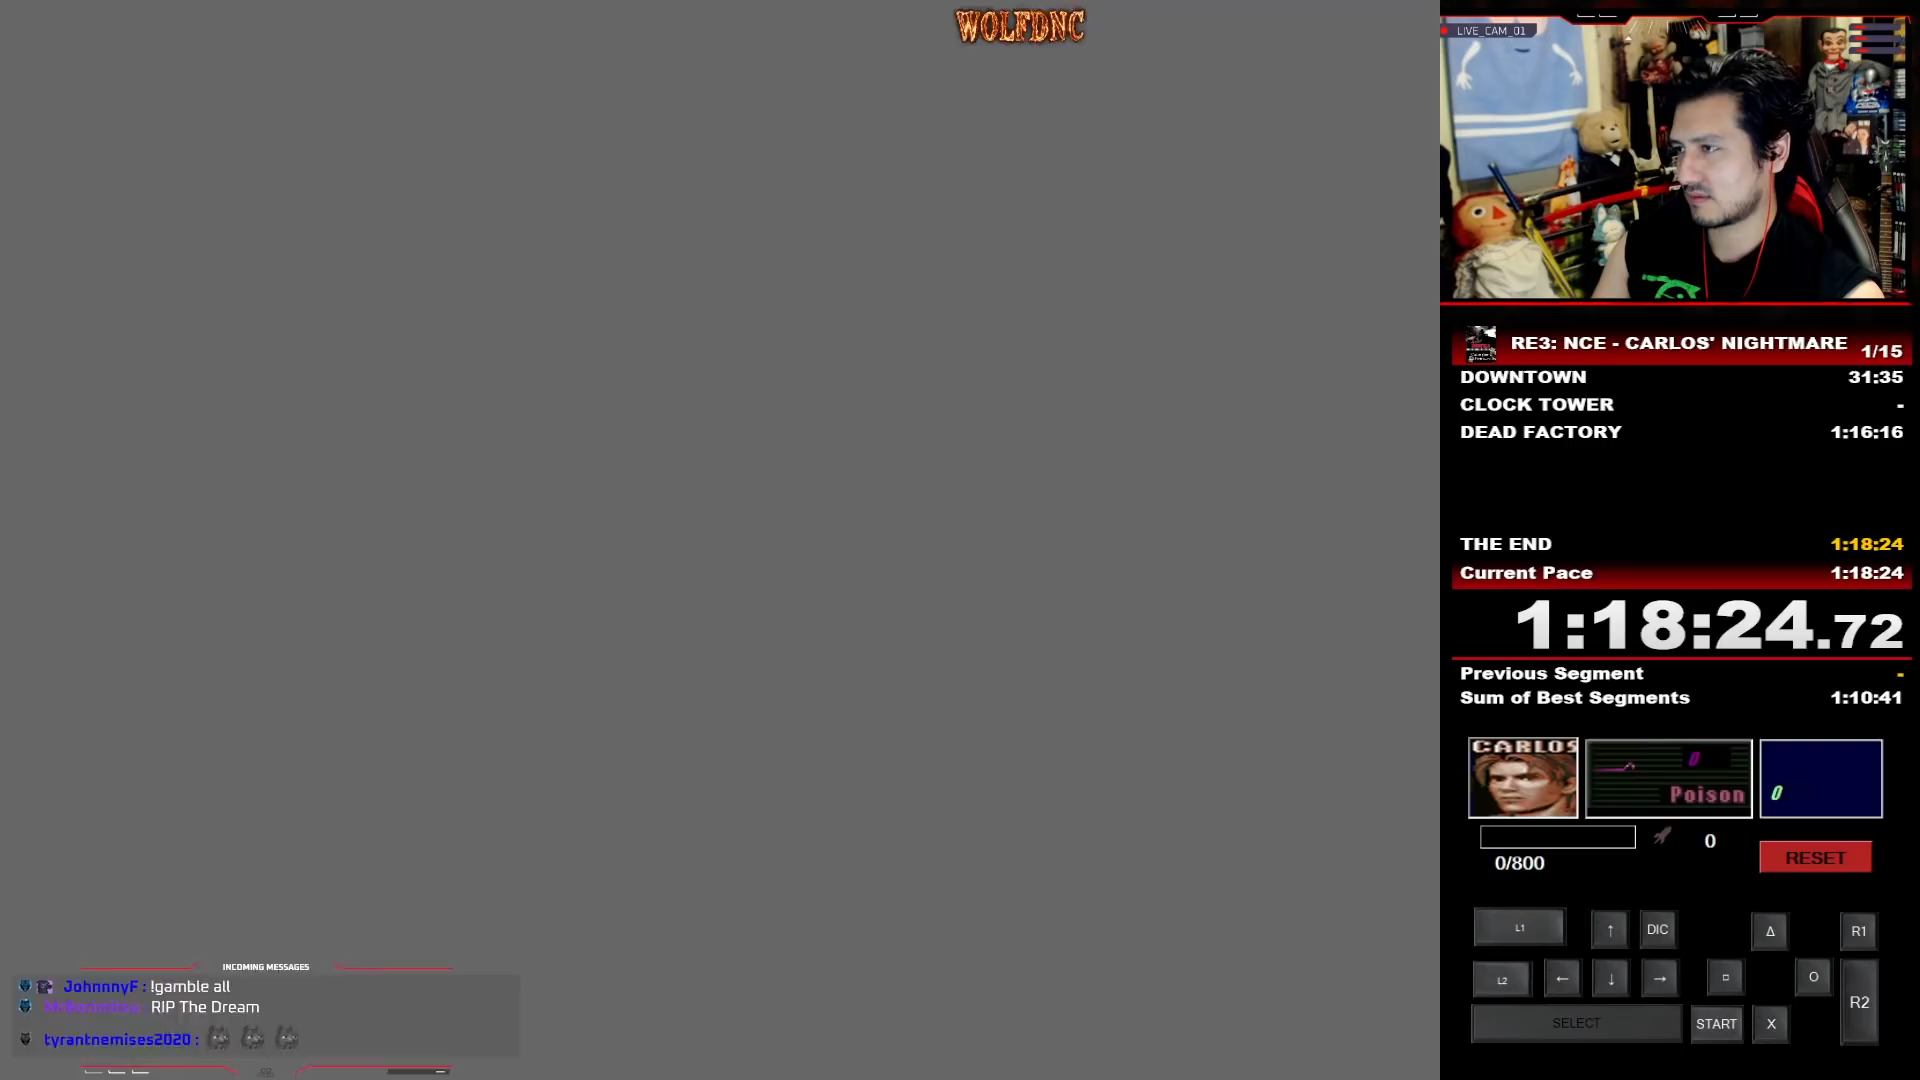 WOLFDNC
LIVE_CAM_01
RE3: NCE - CARLOS' NIGHTMARE 1/15
DOWNTOWN 31:35
CLOCK TOWER -
DEAD FACTORY 1:16:16
THE END 1:18:24
Current Pace 1:18:24
1:18:24.72
Previous Segment -
Sum of Best Segments 1:10:41
CARLOS
0
Poison
0
0/800
0
RESET
L1 ↑ DIC Δ R1
L2 ← ↓ → □ O R2
SELECT START X
INCOMING MESSAGES
JohnnnyF : !gamble all
RIP The Dream
tyrantnemises2020 :